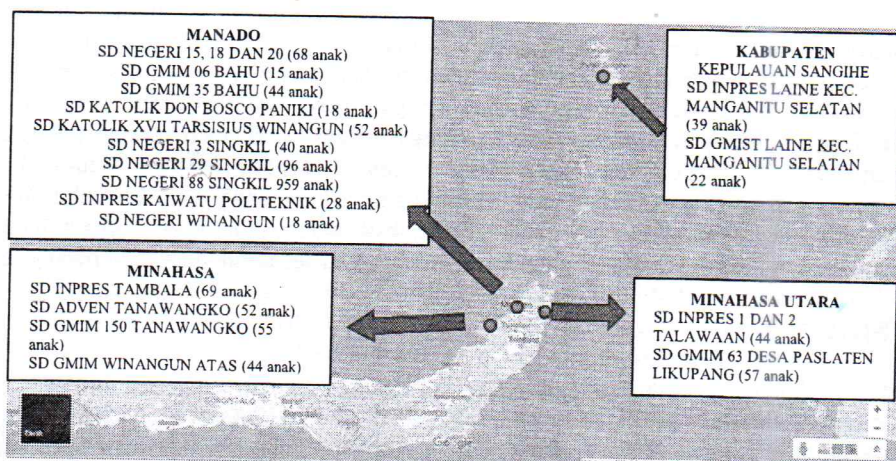 MANADO
SD NEGERI 15, 18 DAN 20 (68 anak)
SD GMIM 06 BAHU (15 anak)
SD GMIM 35 BAHU (44 anak)
SD KATOLIK DON BOSCO PANIKI (18 anak)
SD KATOLIK XVII TARSISIUS WINANGUN (52 anak)
SD NEGERI 3 SINGKIL (40 anak)
SD NEGERI 29 SINGKIL (96 anak)
SD NEGERI 88 SINGKIL 959 anak)
SD INPRES KAIWATU POLITEKNIK (28 anak)
SD NEGERI WINANGUN (18 anak)
KABUPATEN
KEPULAUAN SANGIHE
SD INPRES LAINE KEC.
MANGANITU SELATAN
(39 anak)
SD GMIST LAINE KEC.
MANGANITU SELATAN
(22 anak)
MINAHASA
SD INPRES TAMBALA (69 anak)
SD ADVEN TANAWANGKO (52 anak)
SD GMIM 150 TANAWANGKO (55
anak)
SD GMIM WINANGUN ATAS (44 anak)
MINAHASA UTARA
SD INPRES 1 DAN 2
TALAWAAN (44 anak)
SD GMIM 63 DESA PASLATEN
LIKUPANG (57 anak)
GORONTALO
Google
Earth